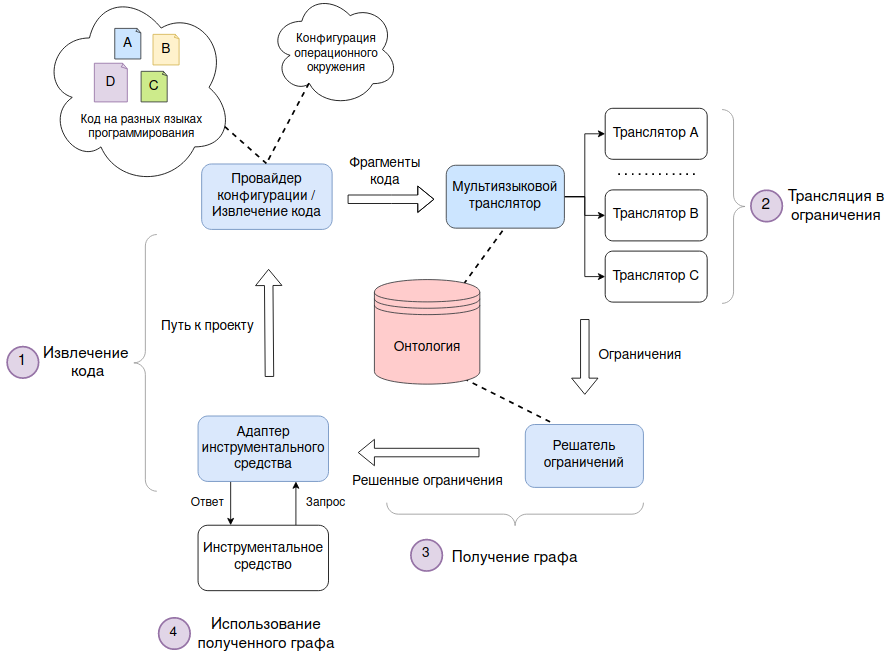 A
B
D
C
Код на разных языках
программирования
Конфигурация
операционного
окружения
Провайдер
конфигурации /
Извлечение кода
Фрагменты
кода
Мультиязыковой
транслятор
Транслятор A
Транслятор B
Транслятор C
2
Трансляция в
ограничения
Путь к проекту
1
Извлечение
кода
Онтология
Ограничения
Адаптер
инструментального
средства
Решенные ограничения
Решатель
ограничений
Ответ
Запрос
Инструментальное
средство
3
Получение графа
4
Использование
полученного графа